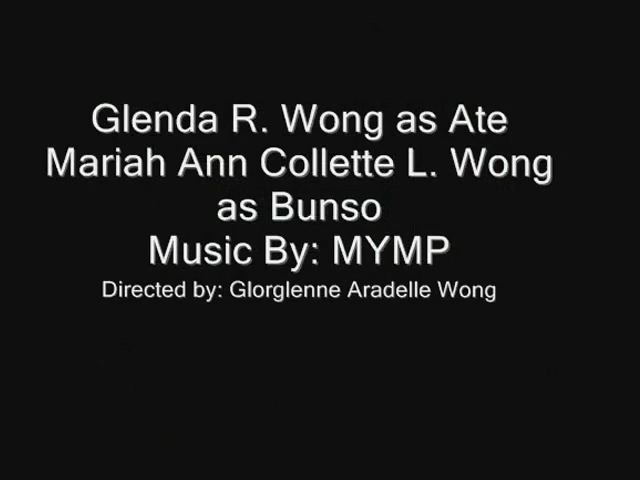 Glenda R. Wong as Ate
Mariah Ann Collette L. Wong
as Bunso
Music By: MYMP
Directed by: Glorglenne Aradelle Wong